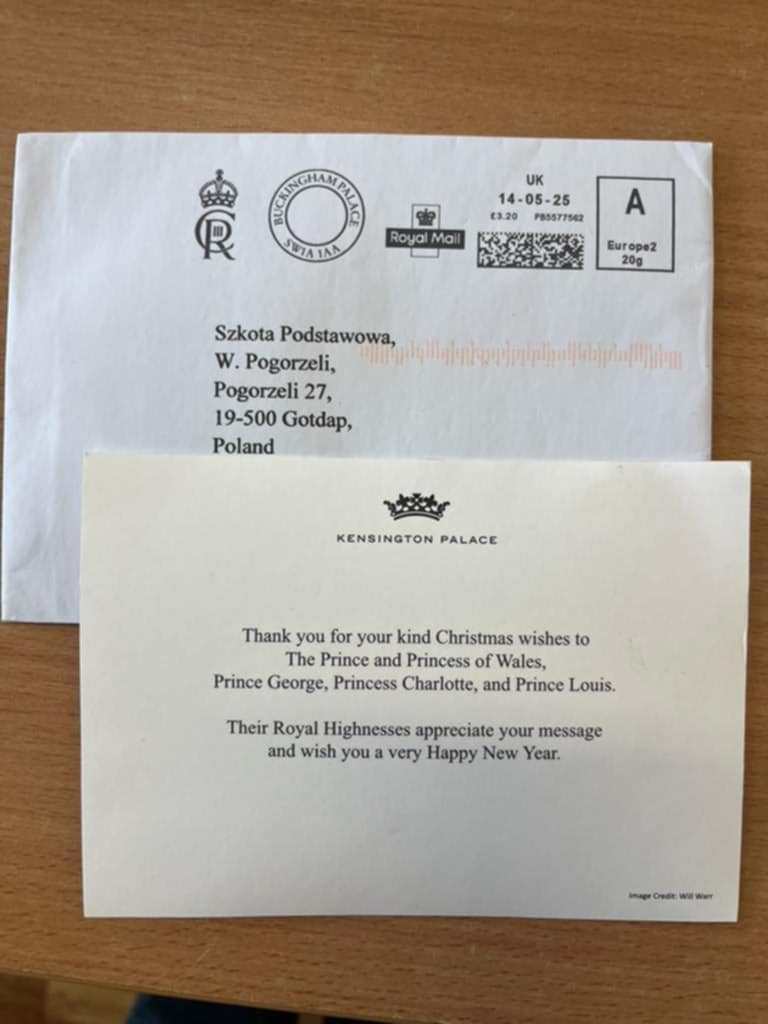 CIIIR
BUCKINGHAM PALACE
SW1A 1AA
Royal Mail
UK
14-05-25
£3.20 PB5577562
A
Europe2
20g
Szkota Podstawowa,
W. Pogorzeli,
Pogorzeli 27,
19-500 Gotdap,
Poland
KENSINGTON PALACE
Thank you for your kind Christmas wishes to
The Prince and Princess of Wales,
Prince George, Princess Charlotte, and Prince Louis.
Their Royal Highnesses appreciate your message
and wish you a very Happy New Year.
Image Credit: Will Warr